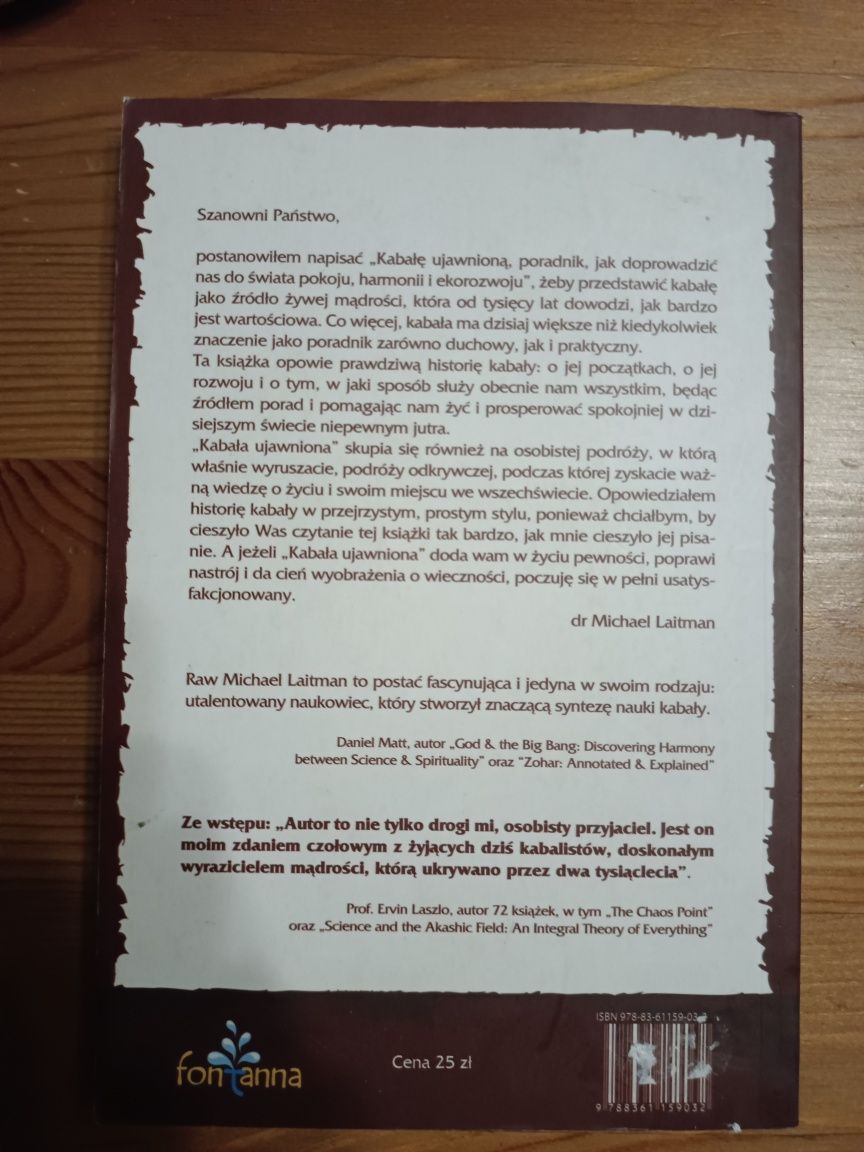 Szanowni Państwo,
postanowiłem napisać „Kabałę ujawnioną, poradnik, jak doprowadzić
nas do świata pokoju, harmonii i ekorozwoju”, żeby przedstawić kabałę
jako źródło żywej mądrości, która od tysięcy lat dowodzi, jak bardzo
jest wartościowa. Co więcej, kabała ma dzisiaj większe niż kiedykolwiek
znaczenie jako poradnik zarówno duchowy, jak i praktyczny.
Ta książka opowie prawdziwą historię kabały: o jej początkach, o jej
rozwoju i o tym, w jaki sposób służy obecnie nam wszystkim, będąc
źródłem porad i pomagając nam żyć i prosperować spokojniej w dzi-
siejszym świecie niepewnym jutra.
„Kabała ujawniona” skupia się również na osobistej podróży, w którą
właśnie wyruszacie, podróży odkrywczej, podczas której zyskacie waż-
ną wiedzę o życiu i swoim miejscu we wszechświecie. Opowiedziałem
historię kabały w przejrzystym, prostym stylu, ponieważ chciałbym, by
cieszyło Was czytanie tej książki tak bardzo, jak mnie cieszyło jej pisa-
nie. A jeżeli „Kabała ujawniona” doda wam w życiu pewności, poprawi
nastrój i da cień wyobrażenia o wieczności, poczuję się w pełni usatys-
fakcjonowany.
dr Michael Laitman
Raw Michael Laitman to postać fascynująca i jedyna w swoim rodzaju:
utalentowany naukowiec, który stworzył znaczącą syntezę nauki kabały.
Daniel Matt, autor „God & the Big Bang: Discovering Harmony
between Science & Spirituality” oraz "Zohar: Annotated & Explained"
Ze wstępu: „Autor to nie tylko drogi mi, osobisty przyjaciel. Jest on
moim zdaniem czołowym z żyjących dziś kabalistów, doskonałym
wyrazicielem mądrości, którą ukrywano przez dwa tysiąclecia”.
Prof. Ervin Laszlo, autor 72 książek, w tym „The Chaos Point”
oraz „Science and the Akashic Field: An Integral Theory of Everything”
ISBN 978-83-61159-03-2
fontanna
Cena 25 zł
9 788361 159032